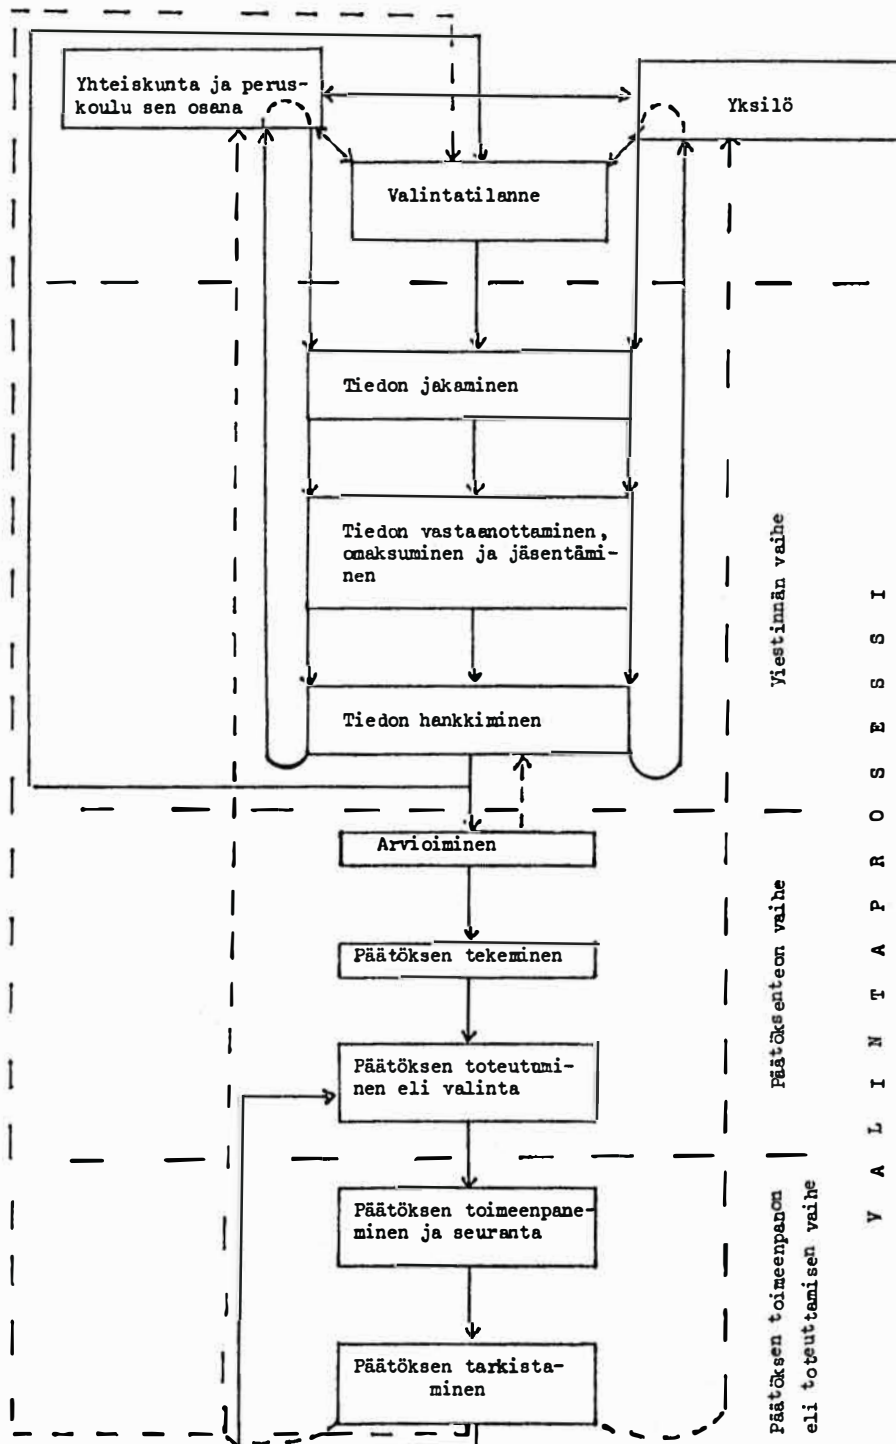 Yhteiskunta ja perus-
koulu sen osana
Yksilö
Valintatilanne
Tiedon jakaminen
Tiedon vastaanottaminen,
omaksuminen ja jäsentämi-
nen
Tiedon hankkiminen
Viestinnän vaihe
Arvioiminen
Päätöksen tekeminen
Päätöksen toteutumi-
nen eli valinta
Päätöksenteon vaihe
Päätöksen toimeenpane-
minen ja seuranta
Päätöksen tarkista-
minen
Päätöksen toimeenpanon
eli toteuttamisen vaihe
V A L I N T A P R O S E S S I